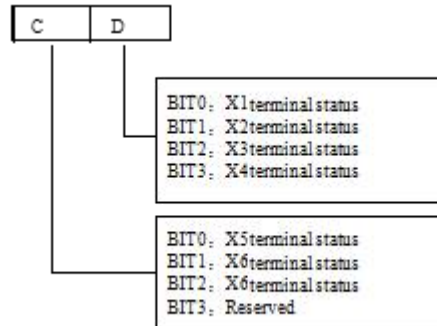 C D
BIT0: X1terminal status
BIT1: X2terminal status
BIT2: X3terminal status
BIT3: X4terminal status
BIT0: X5terminal status
BIT1: X6terminal status
BIT2: X6terminal status
BIT3: Reserved